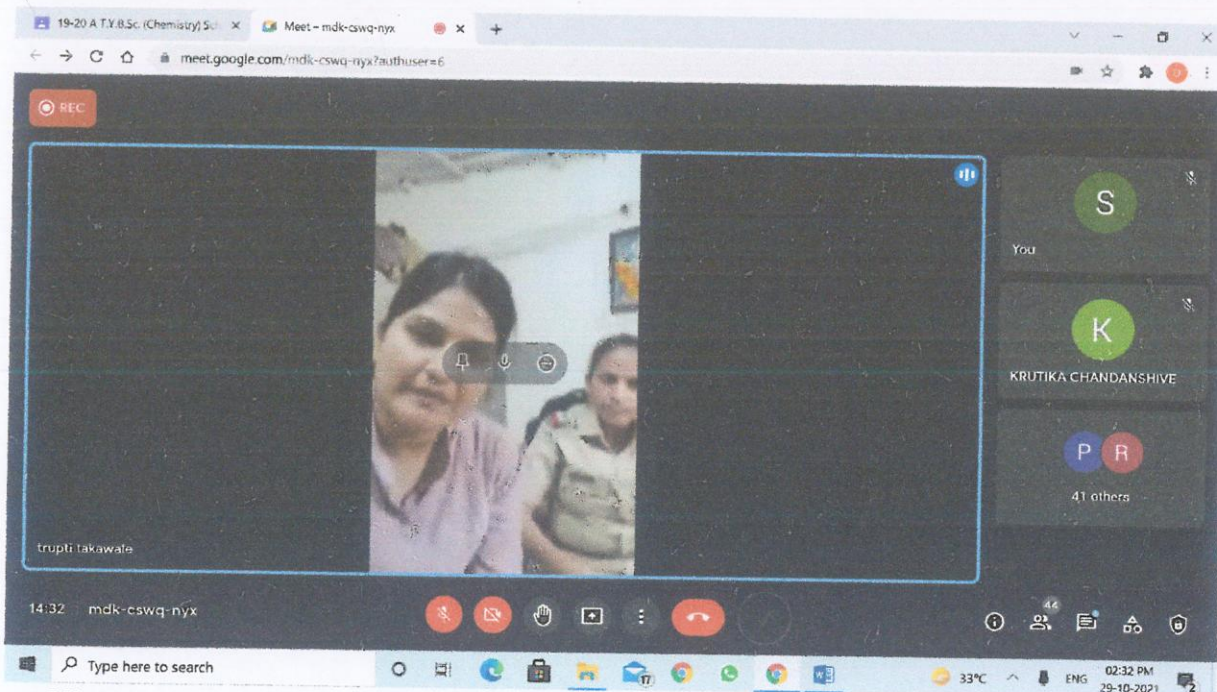 19-20 A T.Y.B.Sc. (Chemistry) Sc
Meet – mdk-cswq-nyx
meet.google.com/mdk-cswq-nyx?authuser=6
REC
S
You
K
KRUTIKA CHANDANSHIVE
P R
41 others
trupti takawale
14:32 mdk-cswq-nyx
44
Type here to search
17
33°C
ENG
02:32 PM
29-10-2021
2